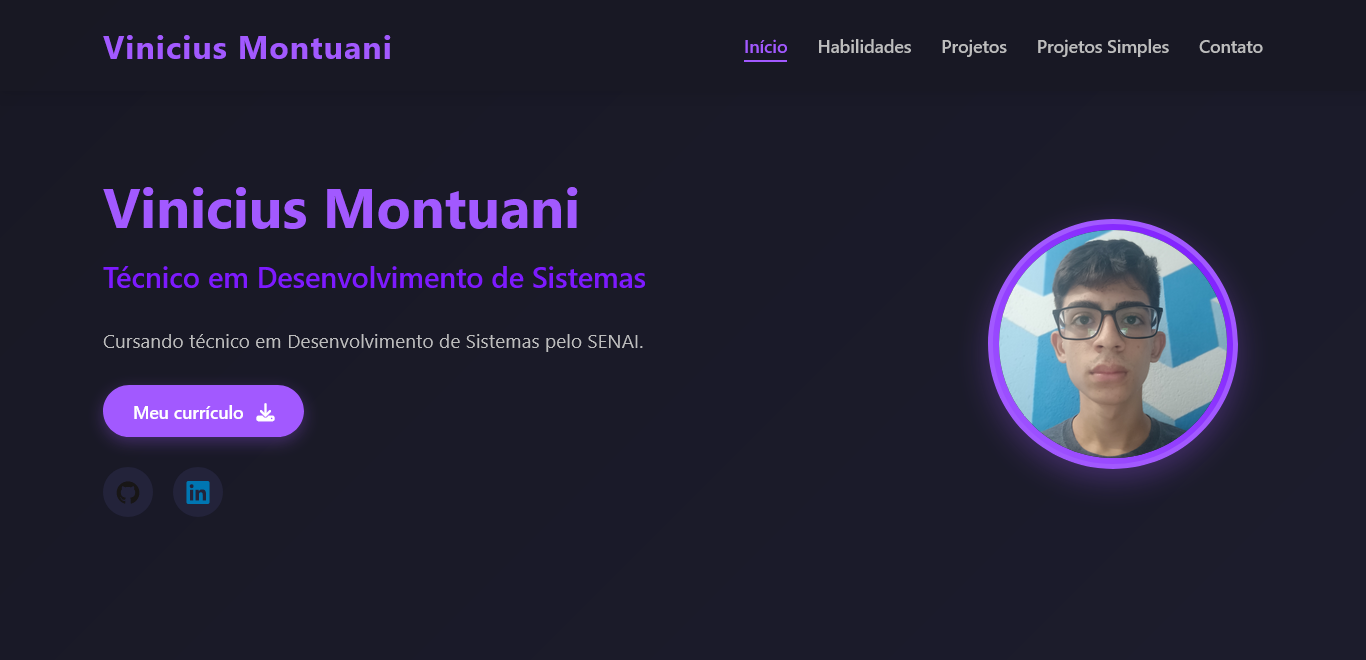 Vinicius Montuani
Início Habilidades Projetos Projetos Simples Contato
Vinicius Montuani
Técnico em Desenvolvimento de Sistemas
Cursando técnico em Desenvolvimento de Sistemas pelo SENAI.
Meu currículo
in